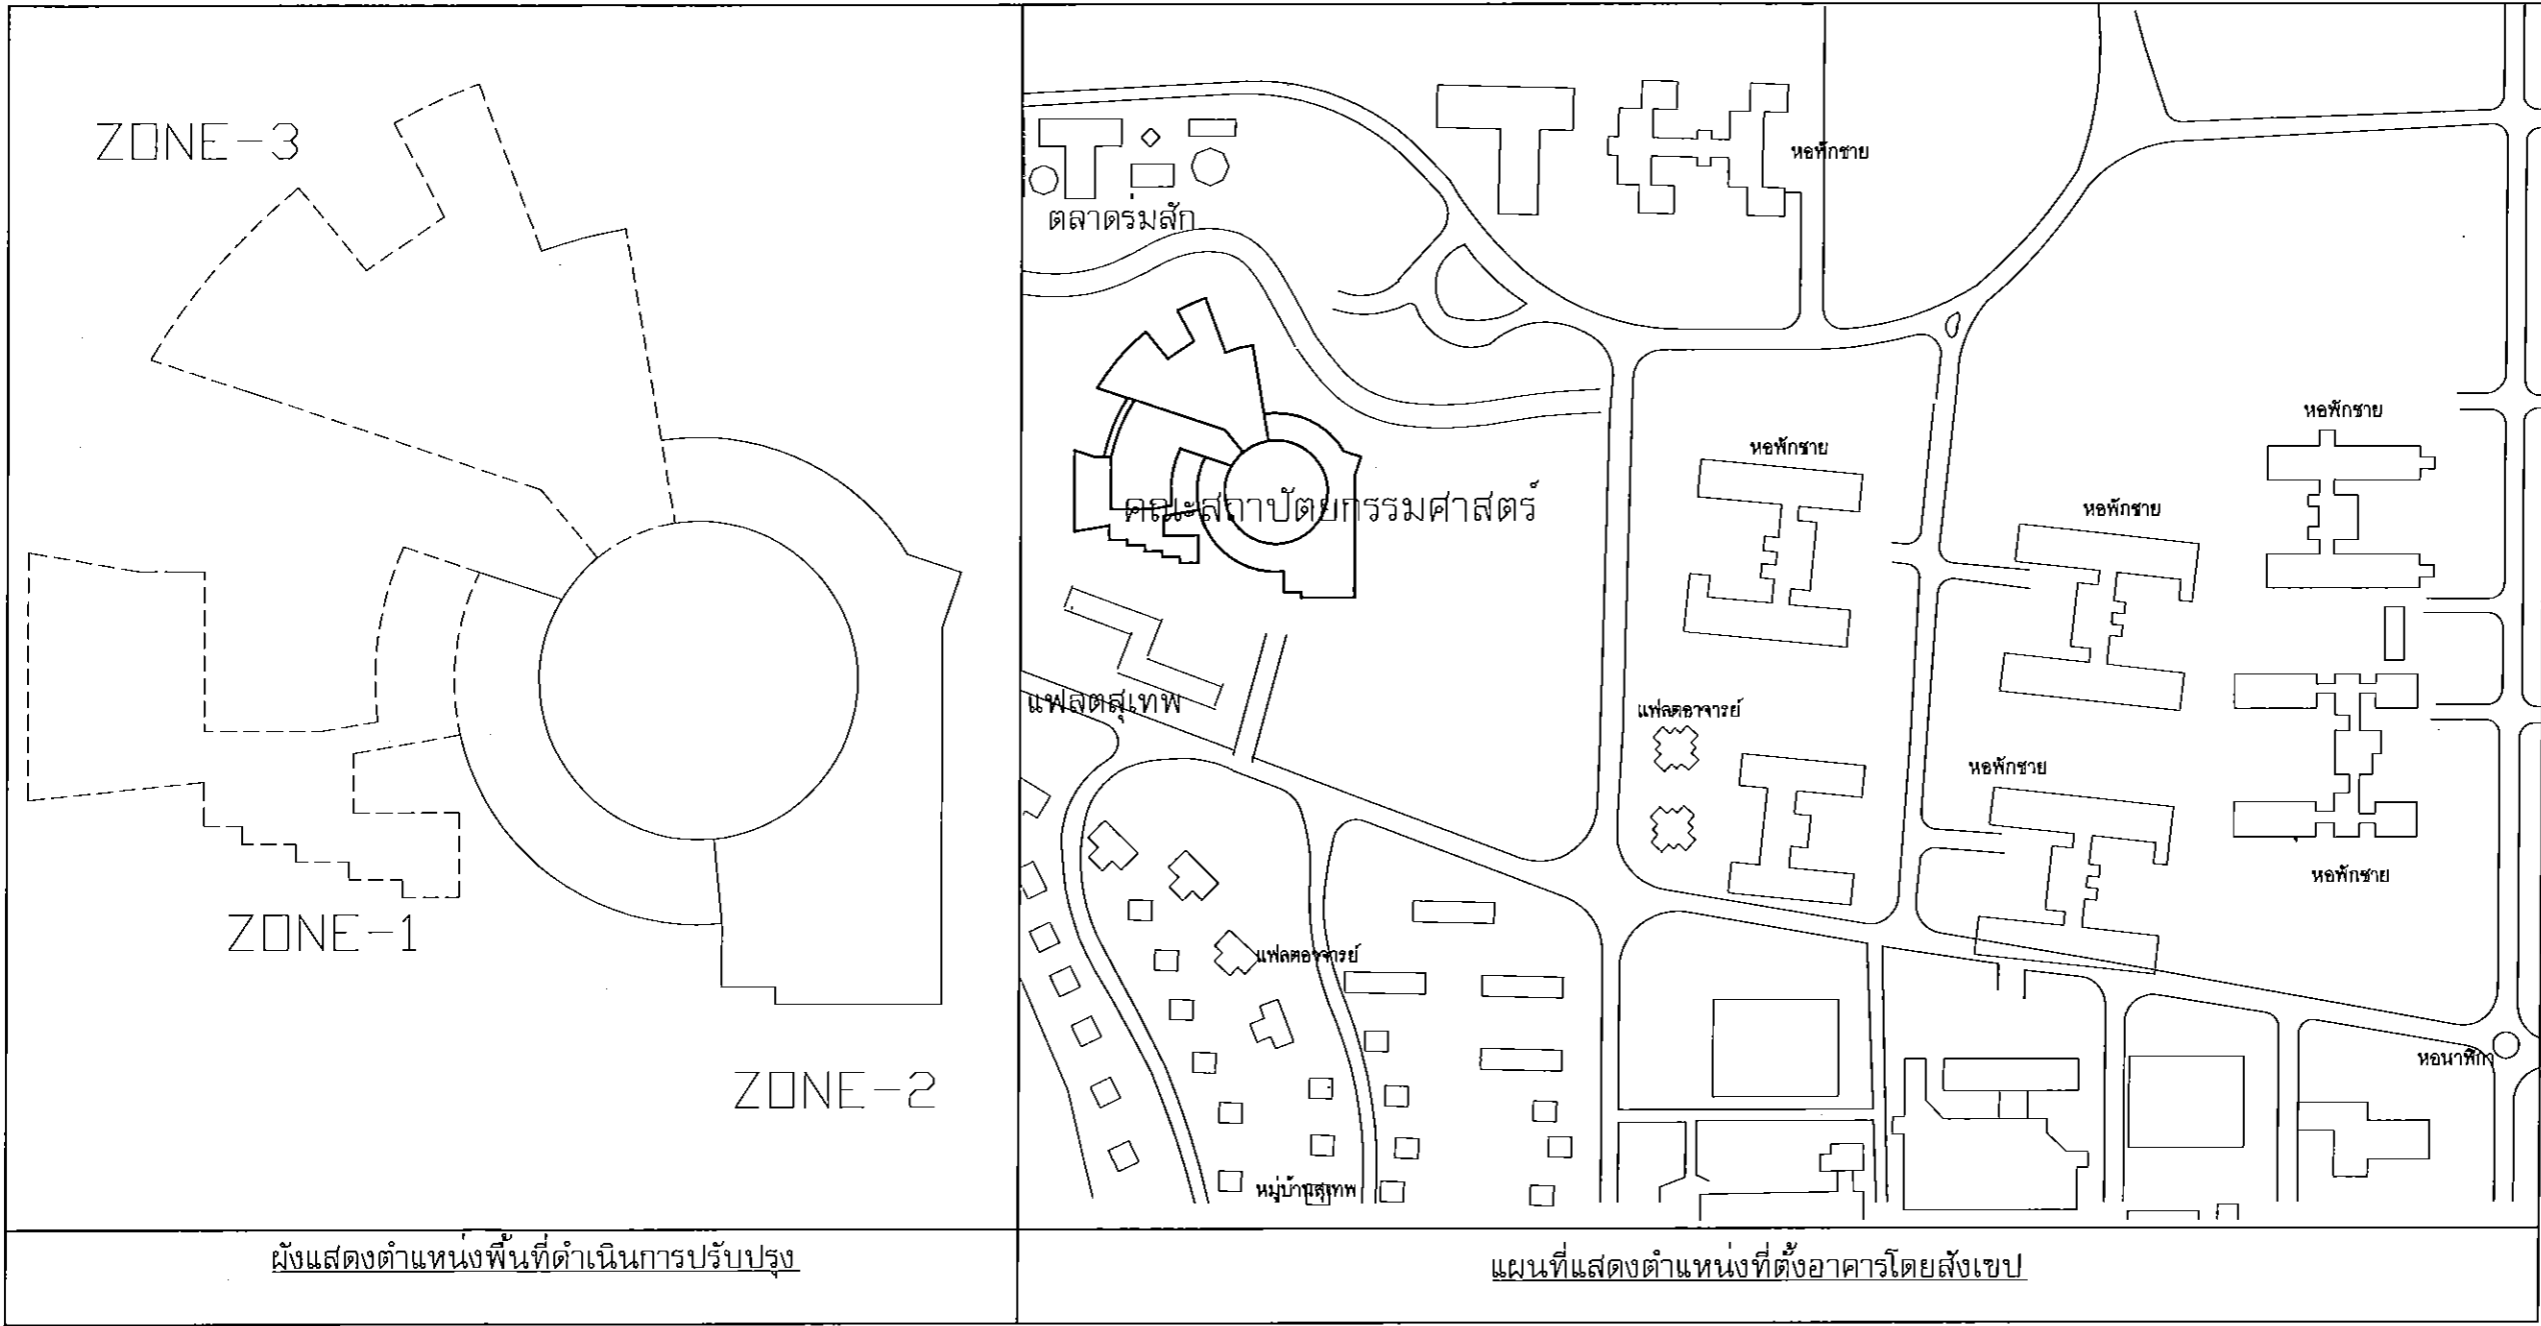 ZONE-3
ZONE-1
ZONE-2
ผังแสดงตำแหน่งพื้นที่ดำเนินการปรับปรุง
หอพักชาย
ตลาดร่มสัก
หอพักชาย
หอพักชาย
คณะสถาปัตยกรรมศาสตร์
หอพักชาย
แฟลตสุเทพ
แฟลตอาจารย์
หอพักชาย
หอพักชาย
แฟลตอาจารย์
หอนาฬิกา
หมู่บ้านสุเทพ
แผนที่แสดงตำแหน่งที่ตั้งอาคารโดยสังเขป